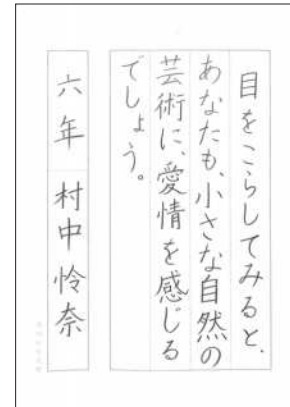 目をこらしてみると、
あなたも、小さな自然の
芸術に、愛情を感じる
でしょう。
六年 村中怜奈